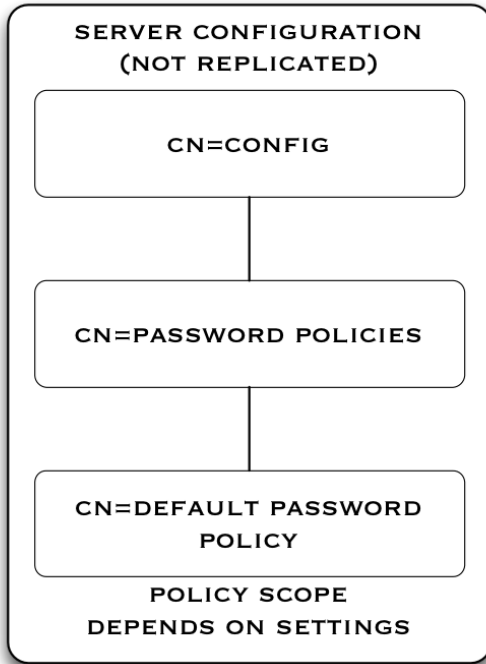 SERVER CONFIGURATION
(NOT REPLICATED)
CN=CONFIG
CN=PASSWORD POLICIES
CN=DEFAULT PASSWORD
POLICY
POLICY SCOPE
DEPENDS ON SETTINGS